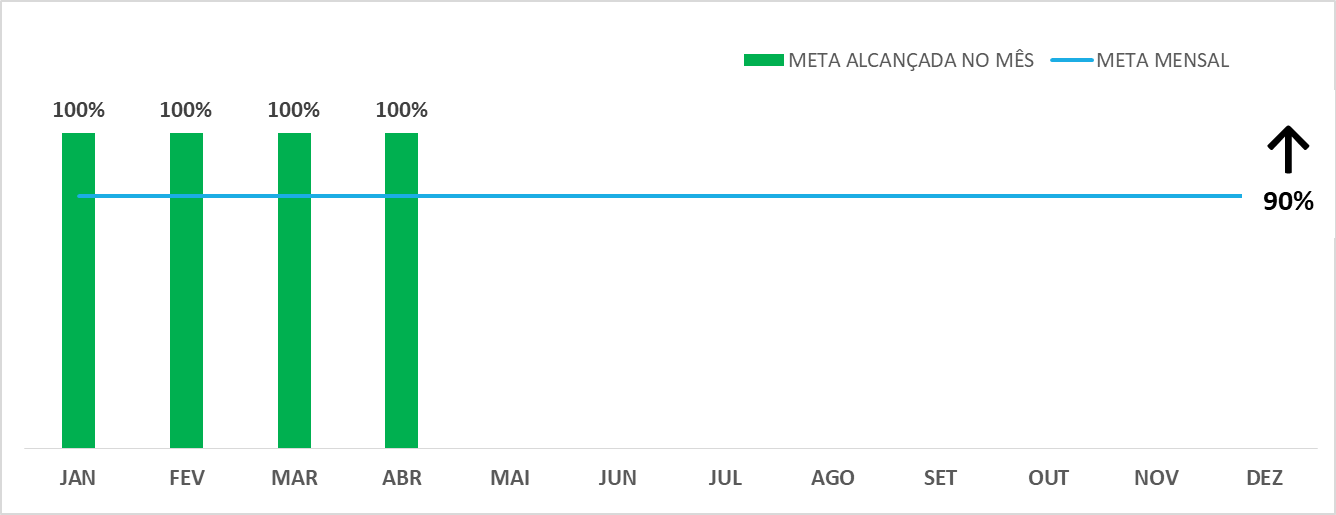 META ALCANÇADA NO MÊS META MENSAL
100% 100% 100% 100%
90%
JAN FEV MAR ABR MAI JUN JUL AGO SET OUT NOV DEZ